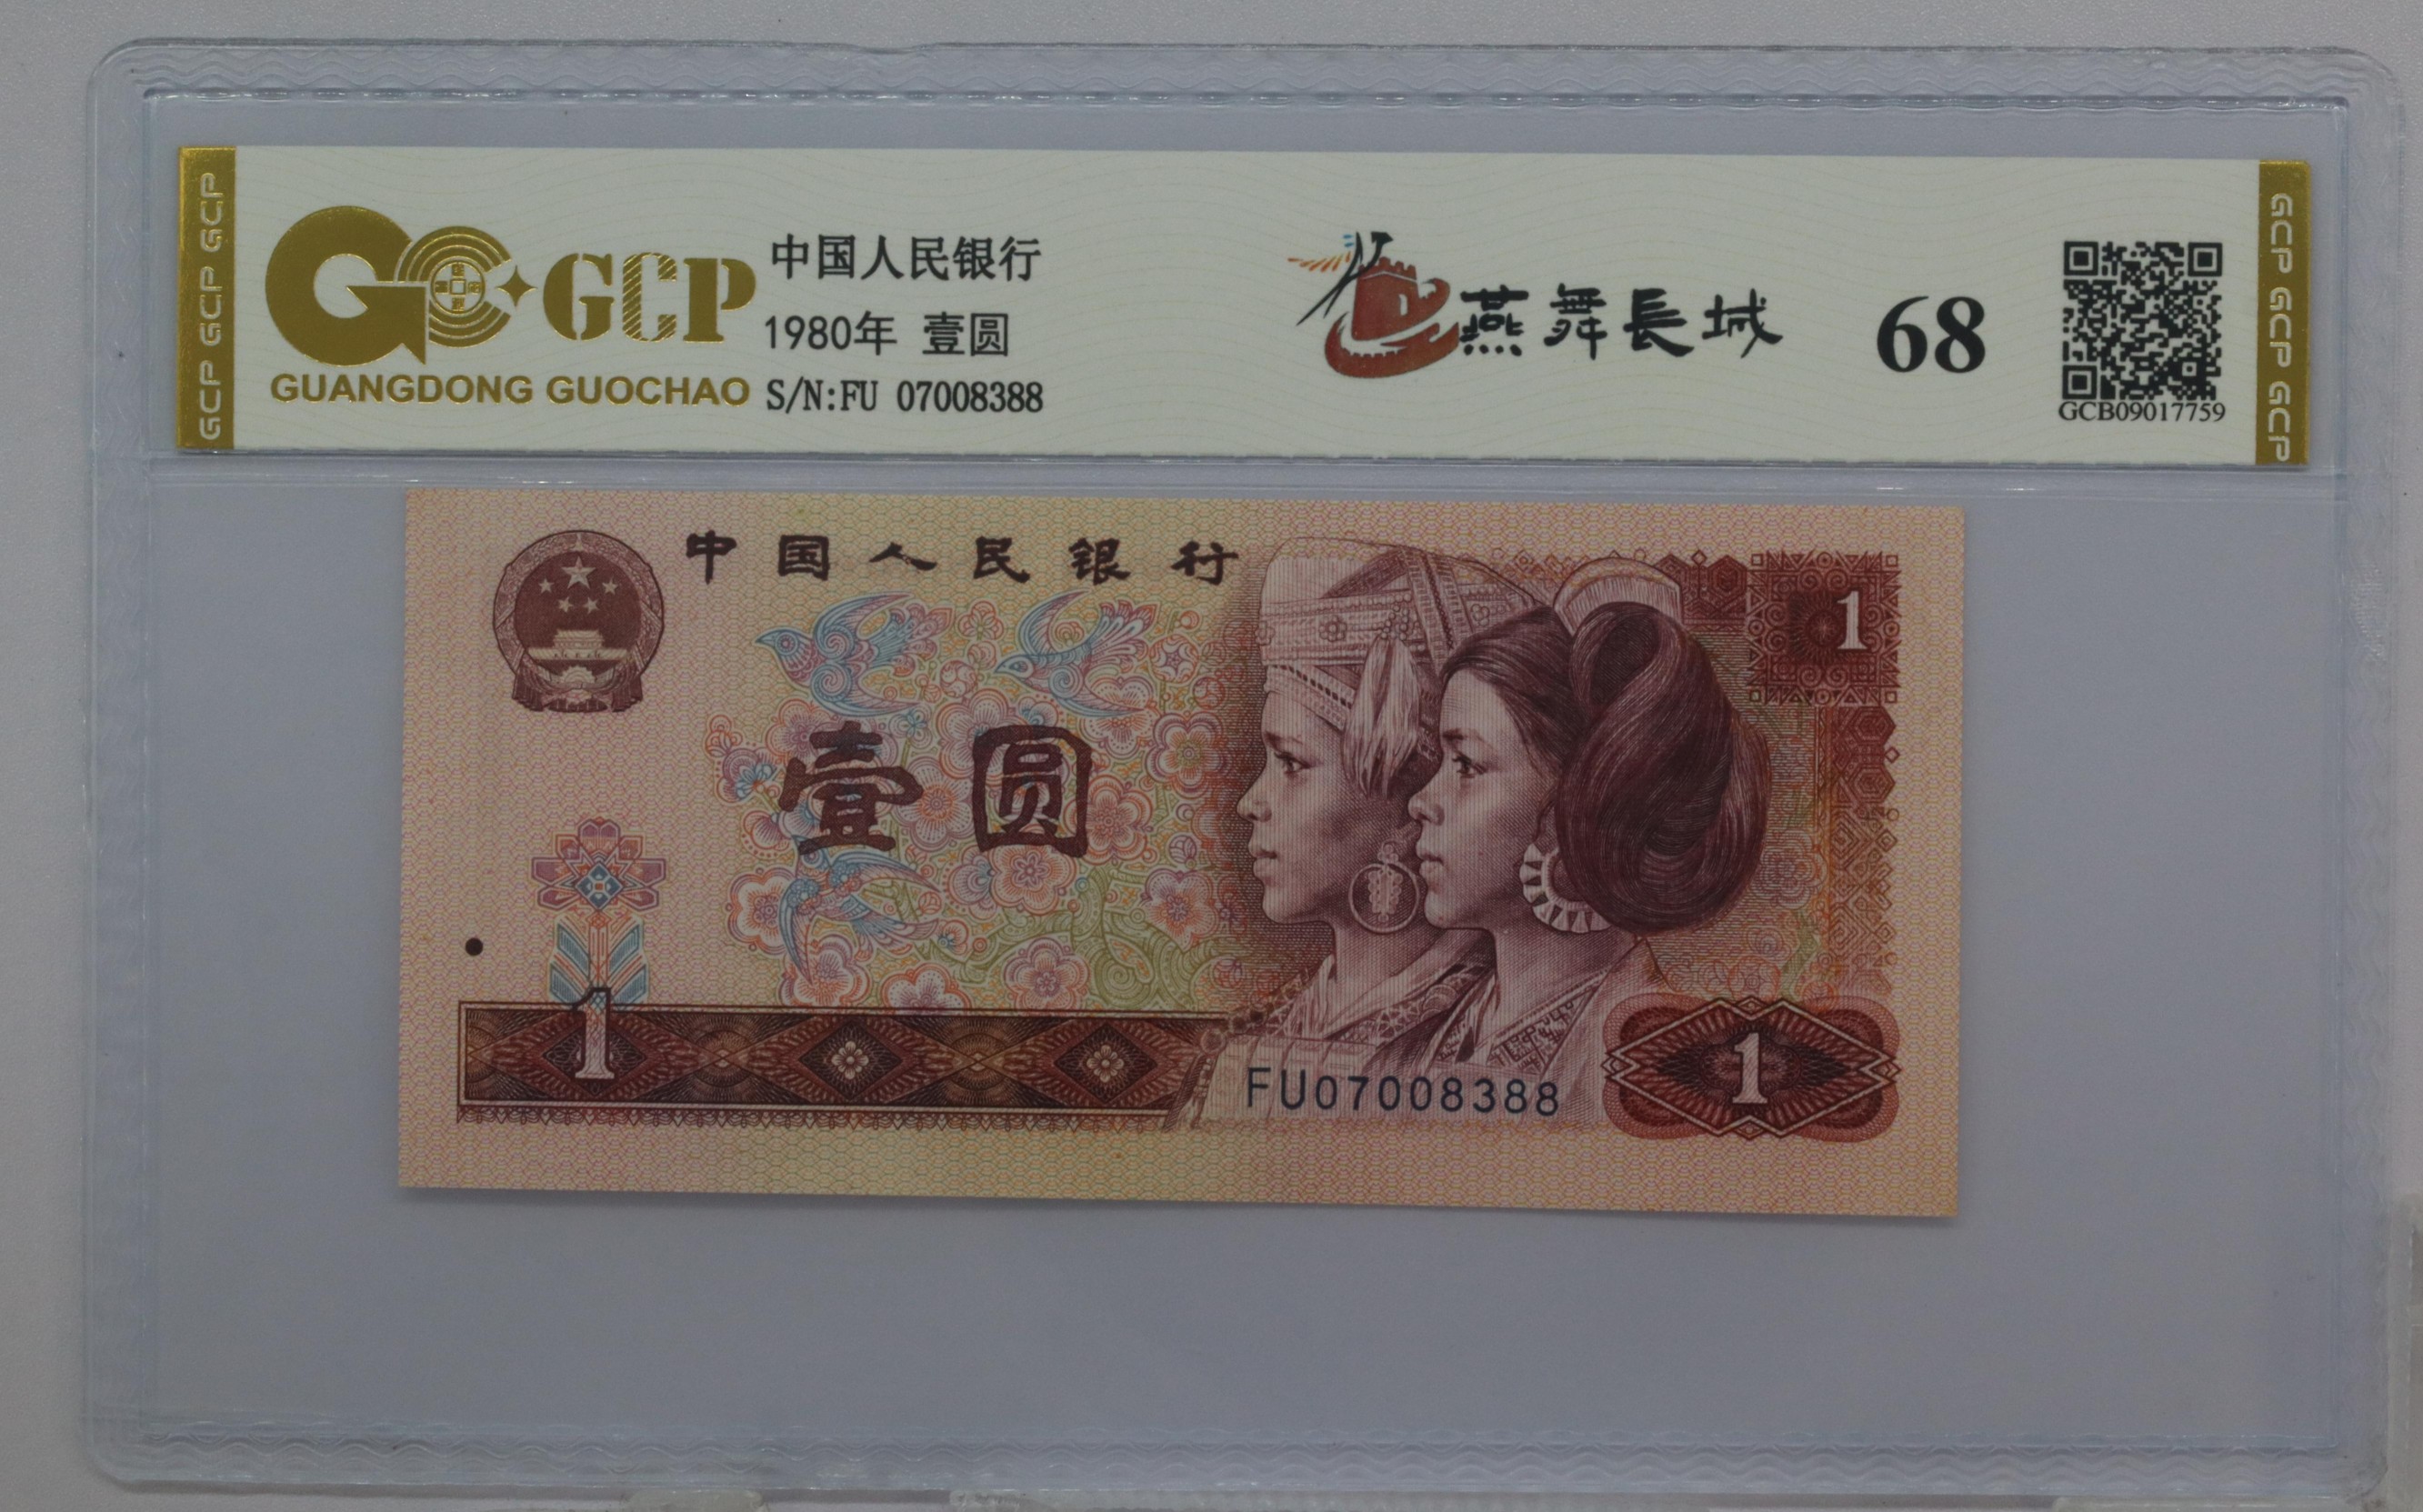 GCP GCP GCP
GCP
GUANGDONG GUOCHAO
中国人民银行
1980年 壹圆
S/N:FU 07008388
燕舞長城
68
GCB09017759
GCP GCP GCP
中国人民银行
1
壹圆
1
FU07008388
1